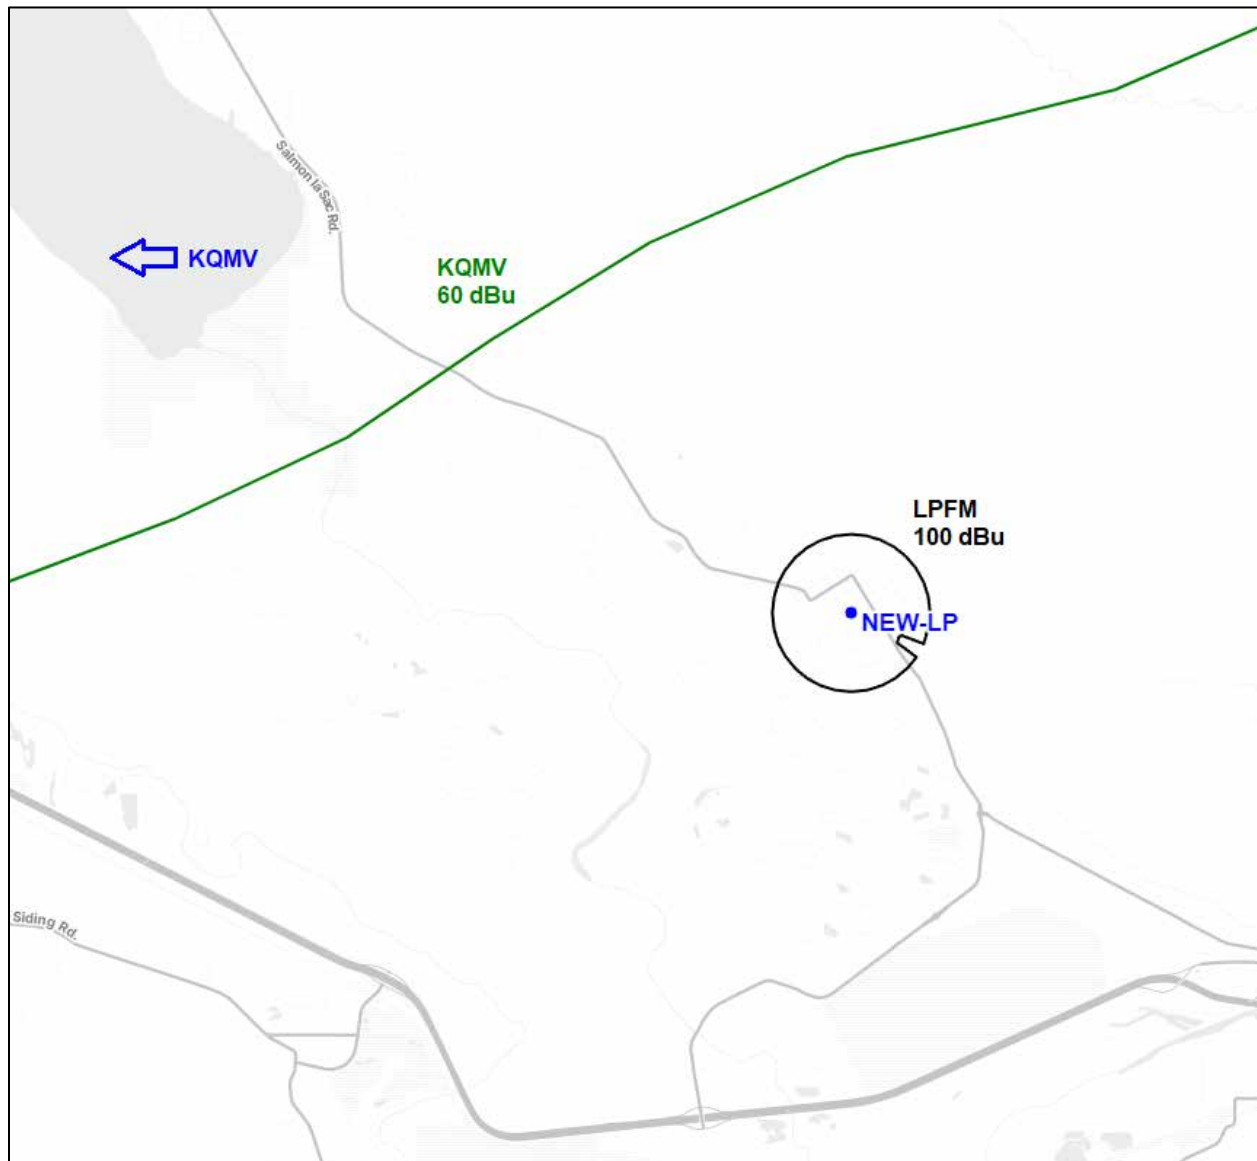 Salmon la Sac Rd.
KQMV
KQMV
60 dBu
LPFM
100 dBu
NEW-LP
Siding Rd.